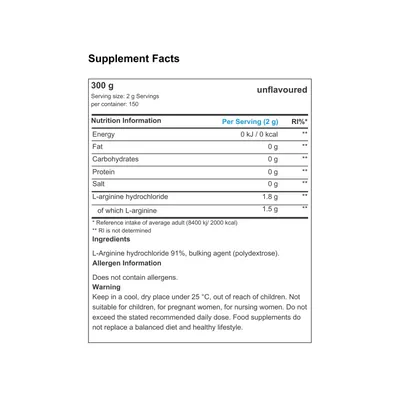 Supplement Facts
300 g
unflavoured
Serving size: 2 g Servings
per container: 150
Nutrition Information Per Serving (2 g) RI%*
Energy 0 kJ / 0 kcal **
Fat 0 g **
Carbohydrates 0 g **
Protein 0 g **
Salt 0 g **
L-arginine hydrochloride 1.8 g **
of which L-arginine 1.5 g **
* Reference intake of average adult (8400 kj/ 2000 kcal)
** RI is not determined
Ingredients
L-Arginine hydrochloride 91%, bulking agent (polydextrose).
Allergen Information
Does not contain allergens.
Warning
Keep in a cool, dry place under 25 °C, out of reach of children. Not
suitable for children, for pregnant women, for nursing women. Do not
exceed the stated recommended daily dose. Food supplements do
not replace a balanced diet and healthy lifestyle.